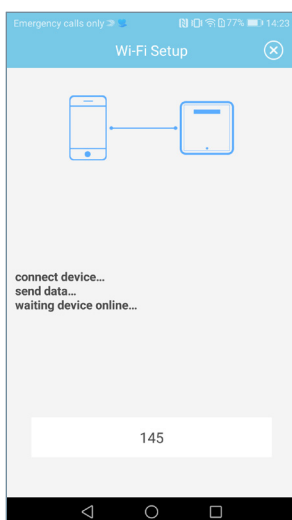 Emergency calls only 77% 14:23
Wi-Fi Setup
connect device...
send data...
waiting device online...
145